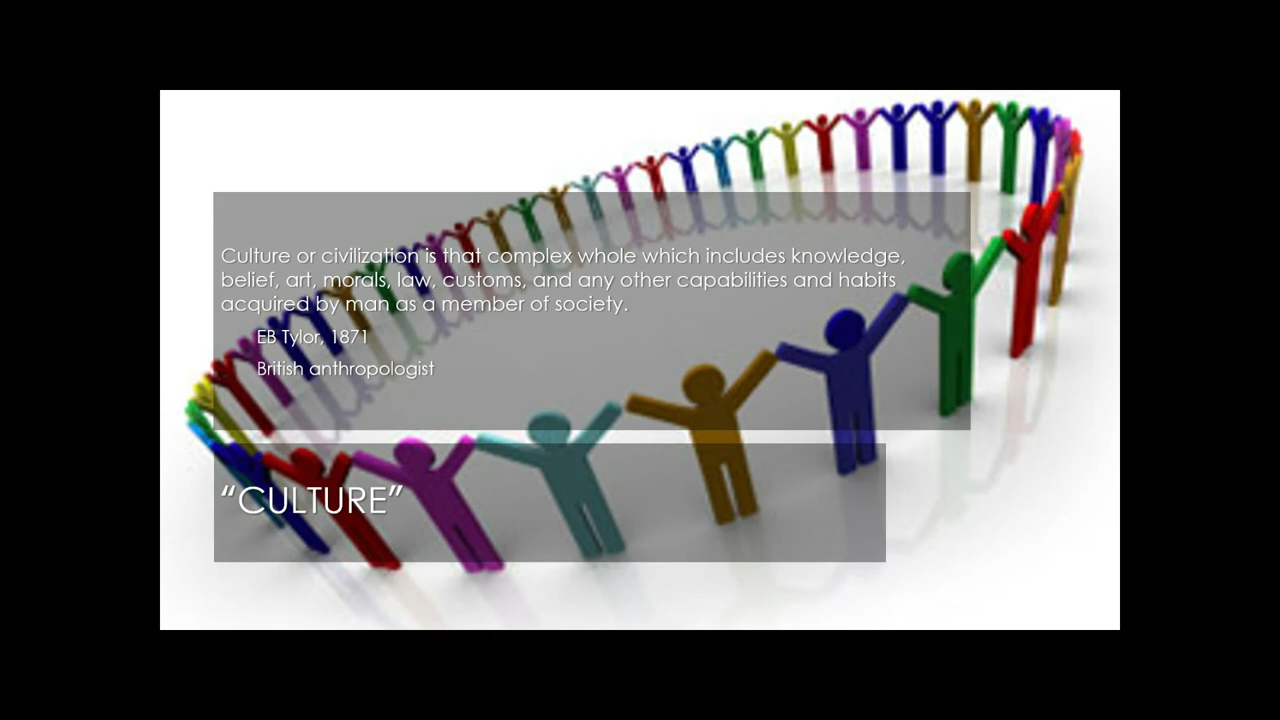 Culture or civilization is that complex whole which includes knowledge,
belief, art, morals, law, customs, and any other capabilities and habits
acquired by man as a member of society.
EB Tylor, 1871
British anthropologist
“CULTURE”